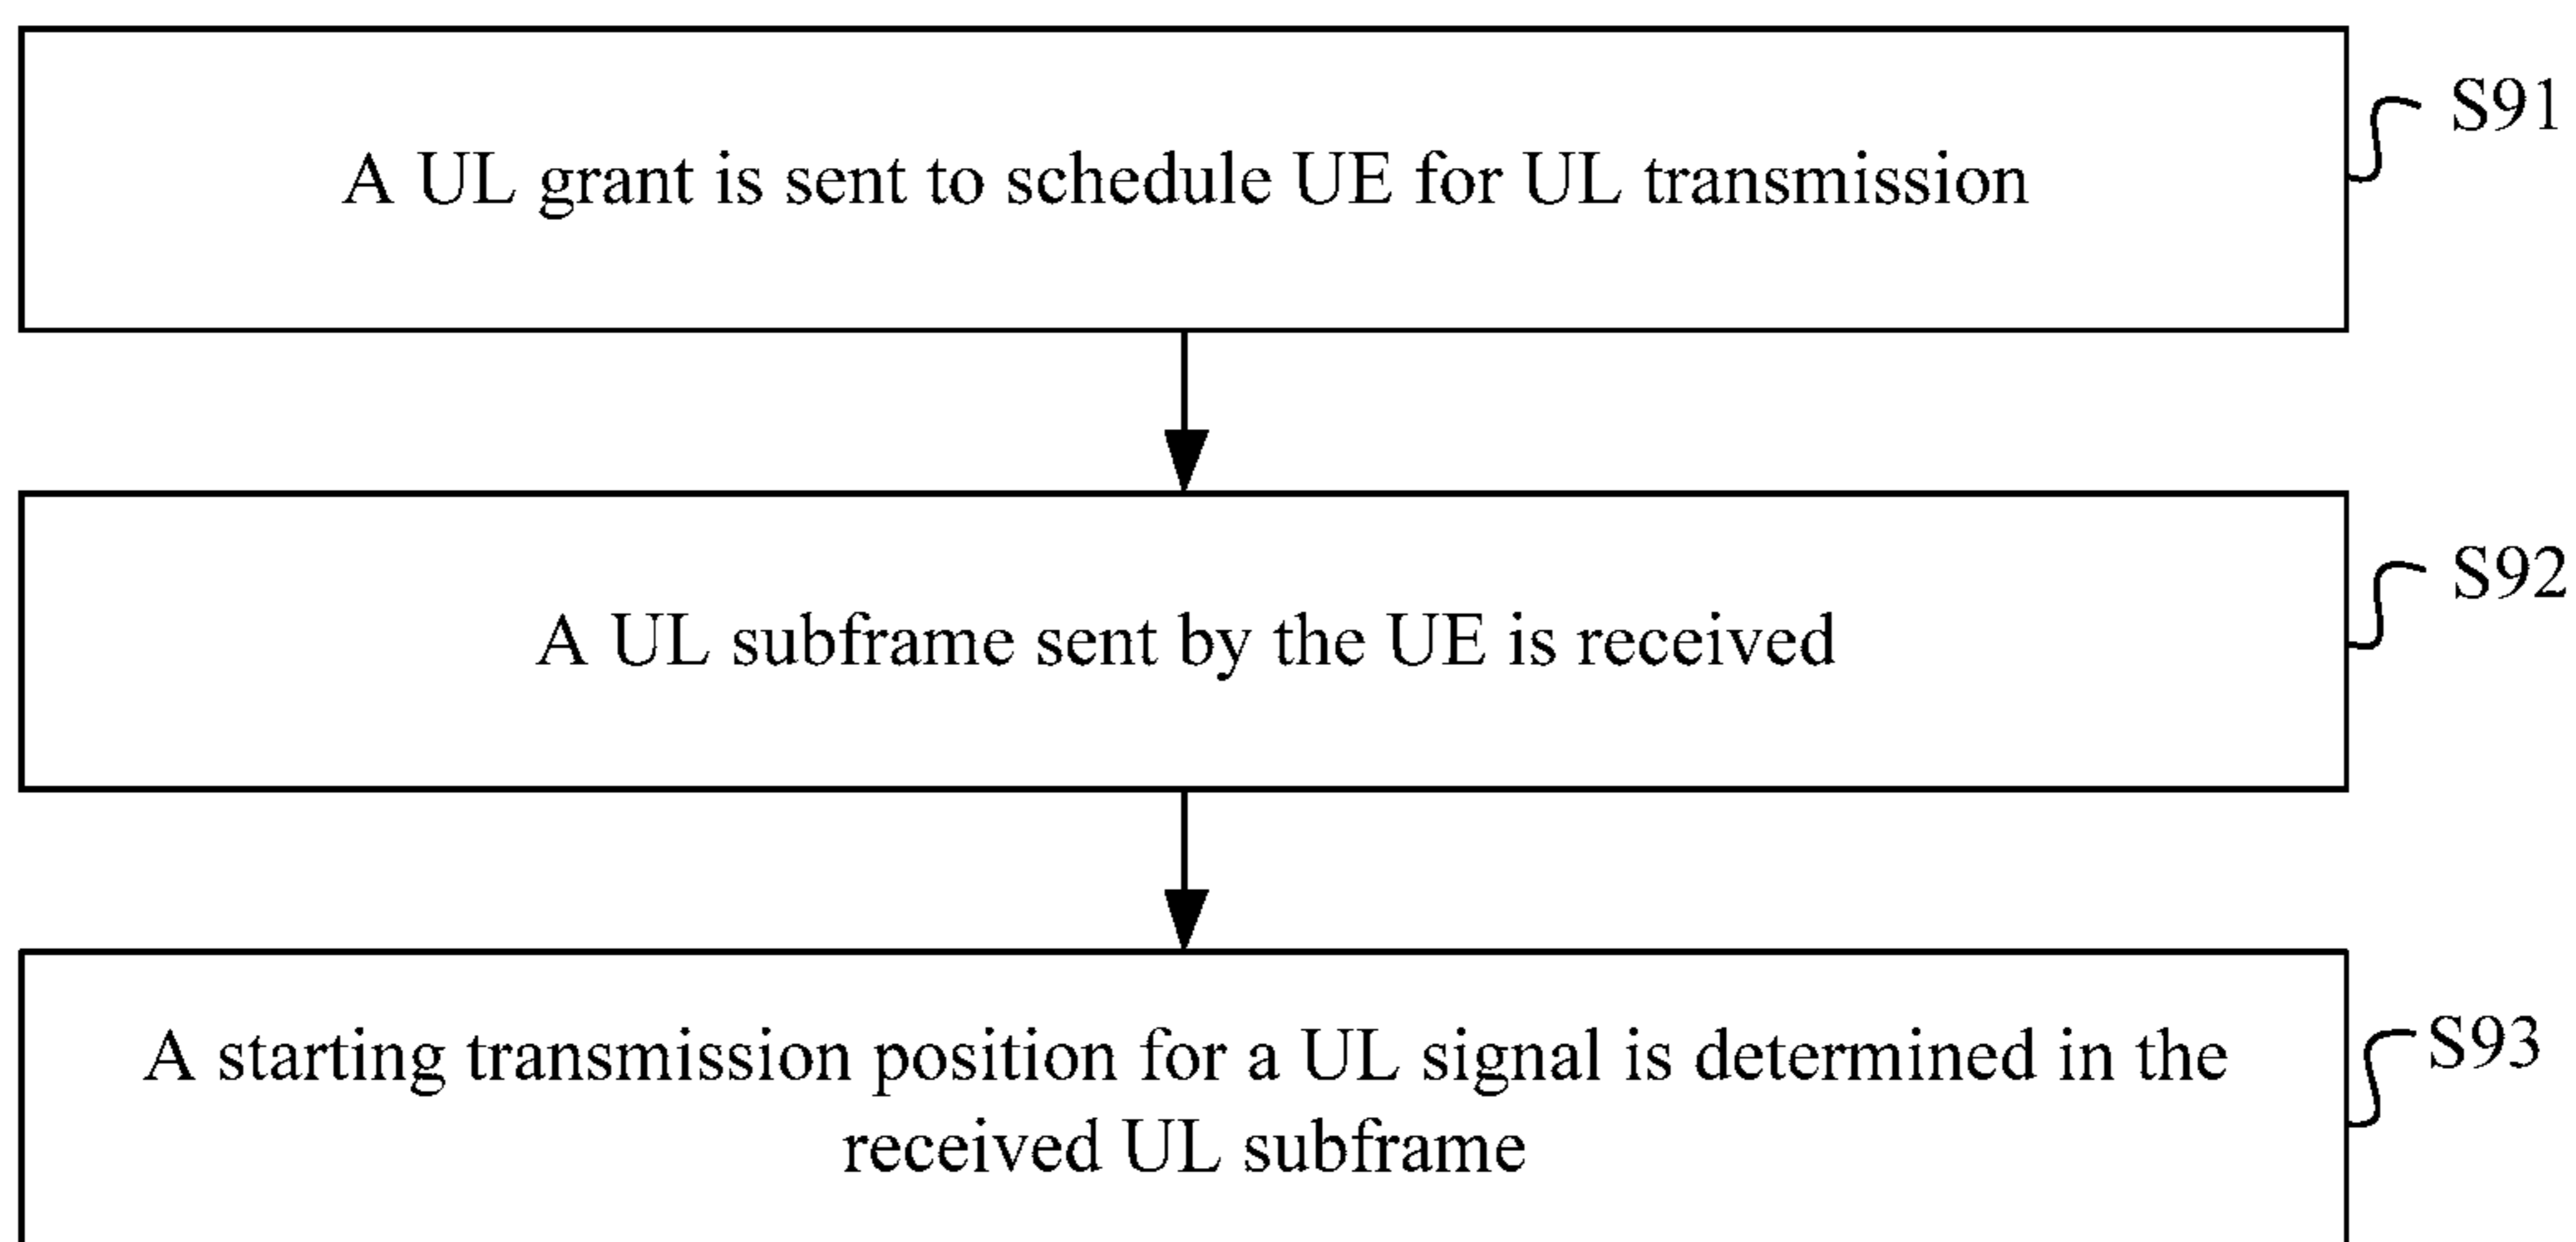 A UL grant is sent to schedule UE for UL transmission
S91
A UL subframe sent by the UE is received
S92
A starting transmission position for a UL signal is determined in the
received UL subframe
S93